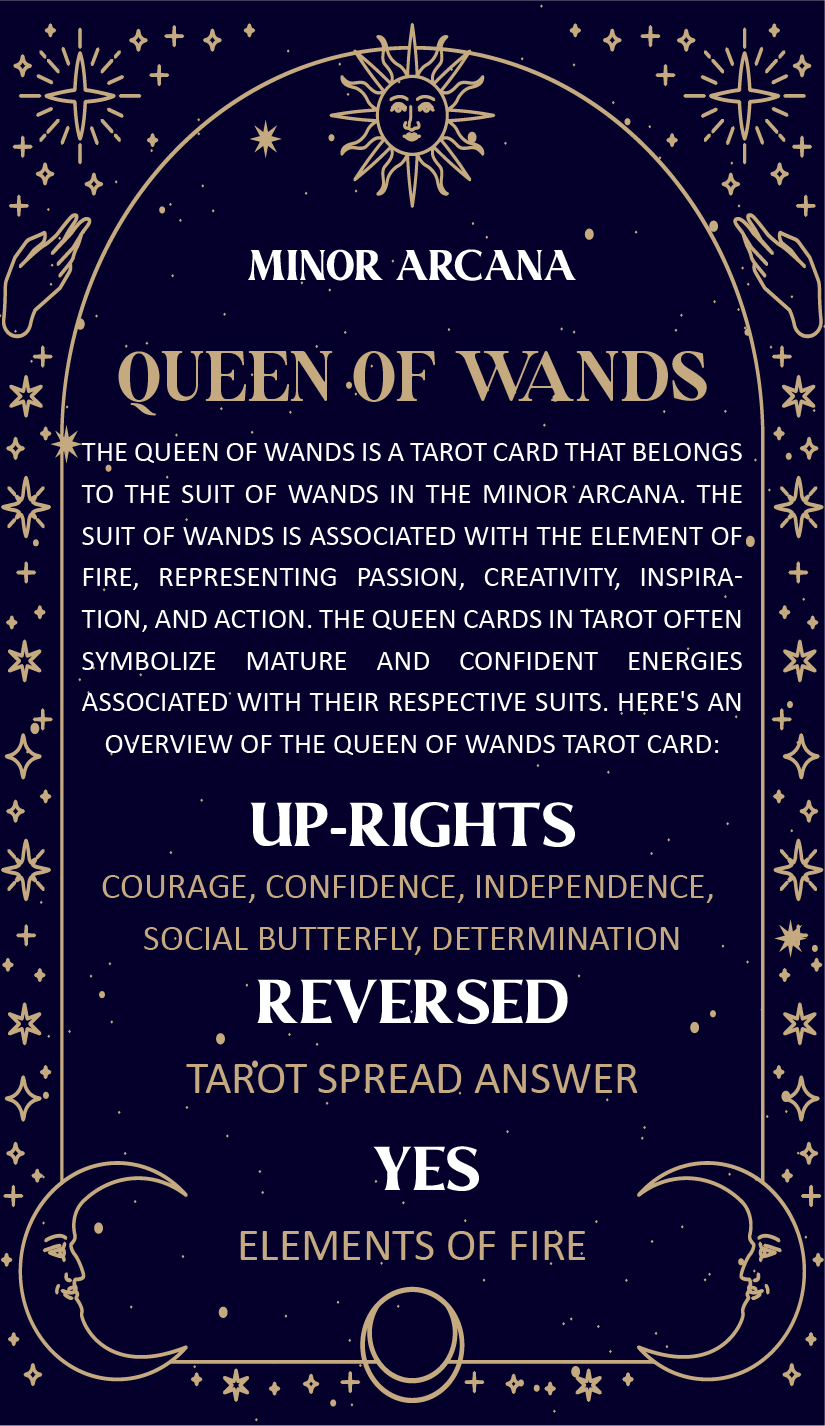 MINOR ARCANA
QUEEN OF WANDS
THE QUEEN OF WANDS IS A TAROT CARD THAT BELONGS
TO THE SUIT OF WANDS IN THE MINOR ARCANA. THE
SUIT OF WANDS IS ASSOCIATED WITH THE ELEMENT OF
FIRE, REPRESENTING PASSION, CREATIVITY, INSPIRA-
TION, AND ACTION. THE QUEEN CARDS IN TAROT OFTEN
SYMBOLIZE MATURE AND CONFIDENT ENERGIES
ASSOCIATED WITH THEIR RESPECTIVE SUITS. HERE'S AN
OVERVIEW OF THE QUEEN OF WANDS TAROT CARD:
UP-RIGHTS
COURAGE, CONFIDENCE, INDEPENDENCE,
SOCIAL BUTTERFLY, DETERMINATION
REVERSED
TAROT SPREAD ANSWER
YES
ELEMENTS OF FIRE